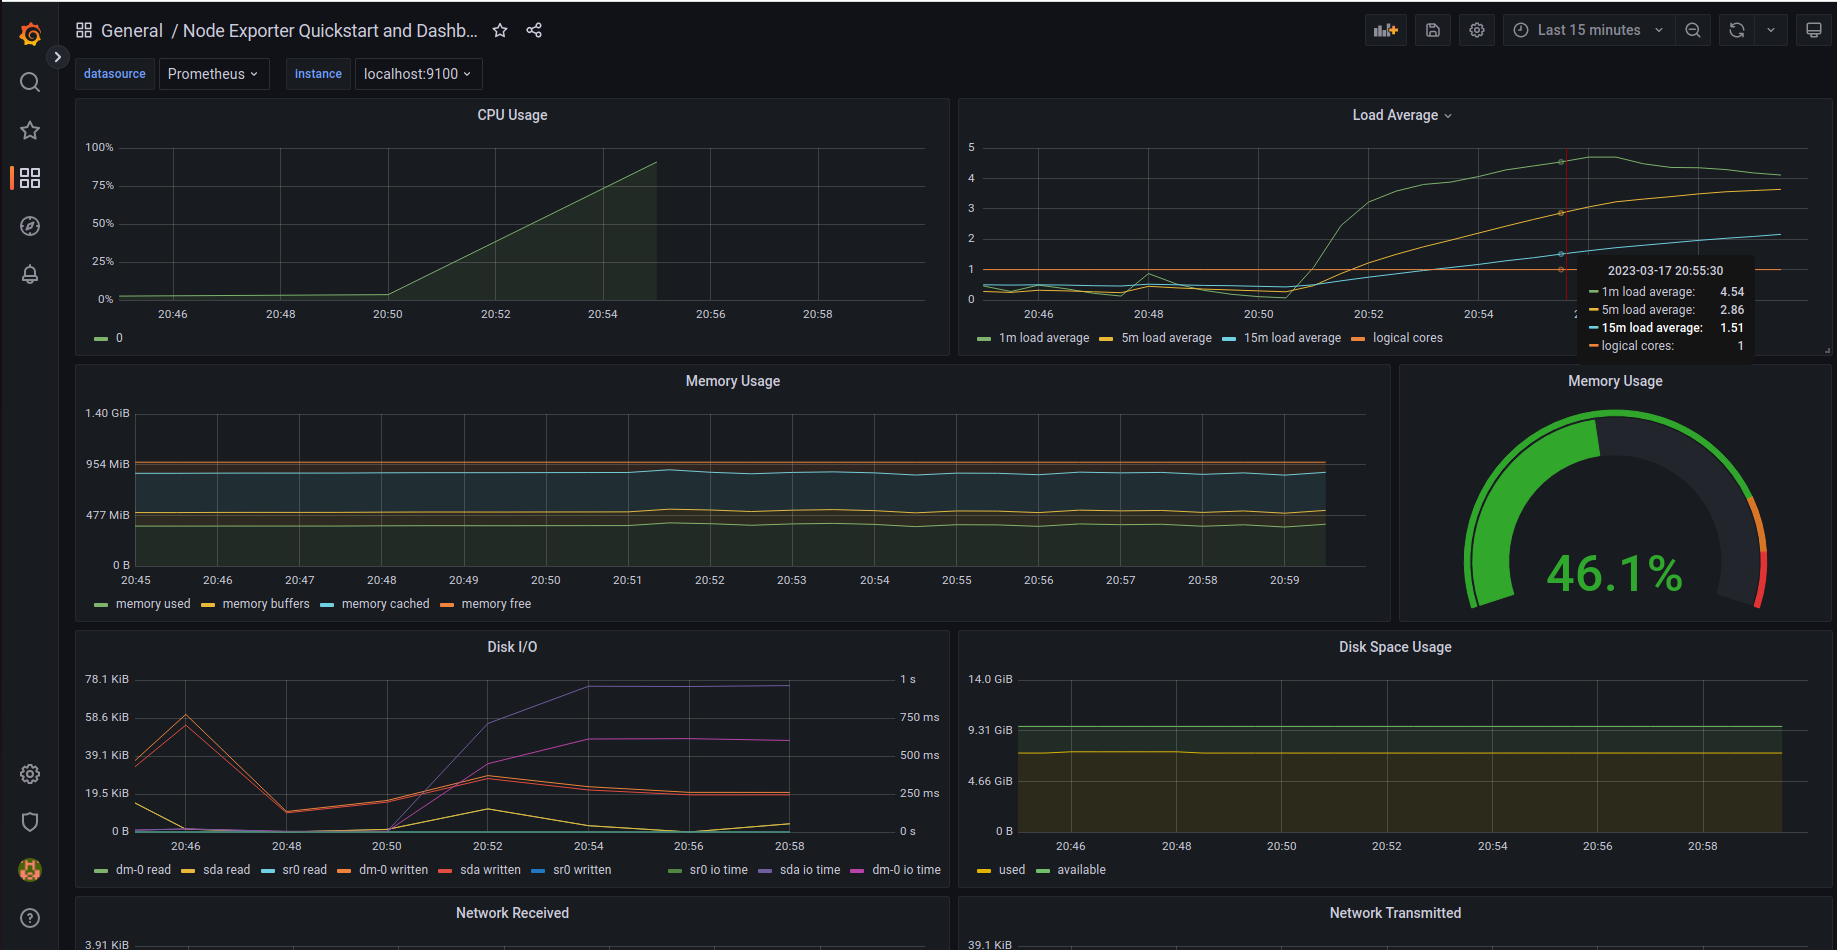 General / Node Exporter Quickstart and Dashb...
Last 15 minutes
datasource Prometheus instance localhost:9100
CPU Usage
100%
75%
50%
25%
0%
20:46 20:48 20:50 20:52 20:54 20:56 20:58
0
Load Average
5
4
3
2
1
0
20:46 20:48 20:50 20:52 20:54
1m load average 5m load average 15m load average logical cores
2023-03-17 20:55:30
1m load average: 4.54
5m load average: 2.86
15m load average: 1.51
logical cores: 1
Memory Usage
1.40 GiB
954 MiB
477 MiB
0 B
20:45 20:46 20:47 20:48 20:49 20:50 20:51 20:52 20:53 20:54 20:55 20:56 20:57 20:58 20:59
memory used memory buffers memory cached memory free
Memory Usage
46.1%
Disk I/O
78.1 KiB
58.6 KiB
39.1 KiB
19.5 KiB
0 B
1 s
750 ms
500 ms
250 ms
0 s
20:46 20:48 20:50 20:52 20:54 20:56 20:58
dm-0 read sda read sr0 read dm-0 written sda written sr0 written sr0 io time sda io time dm-0 io time
Disk Space Usage
14.0 GiB
9.31 GiB
4.66 GiB
0 B
20:46 20:48 20:50 20:52 20:54 20:56 20:58
used available
Network Received
3.91 KiB
Network Transmitted
39.1 KiB